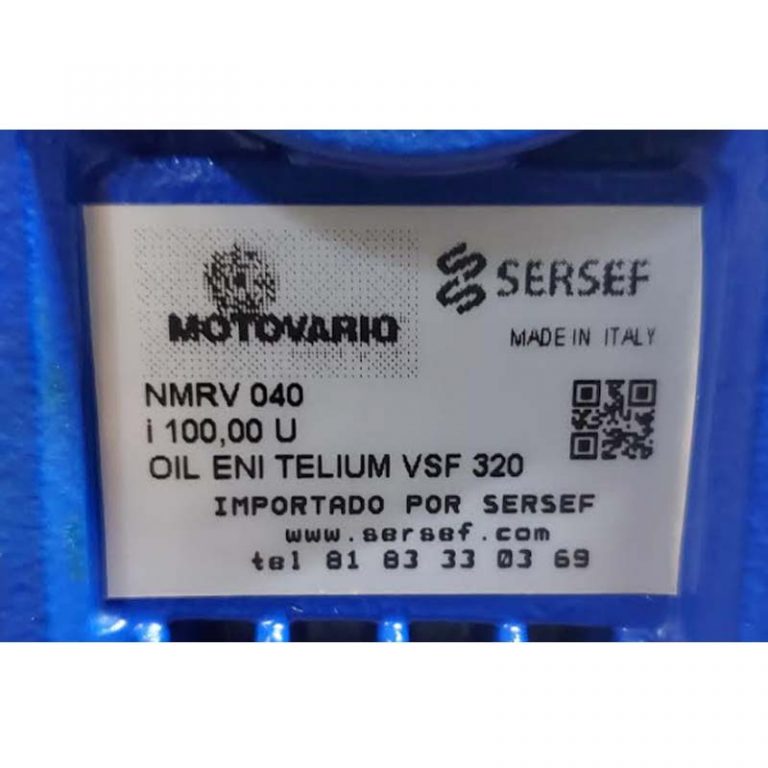 MOTOVARIO
SERSEF
MADE IN ITALY
NMRV 040
i 100,00 U
OIL ENI TELIUM VSF 320
IMPORTADO POR SERSEF
www.sersef.com
tel 81 83 33 03 69